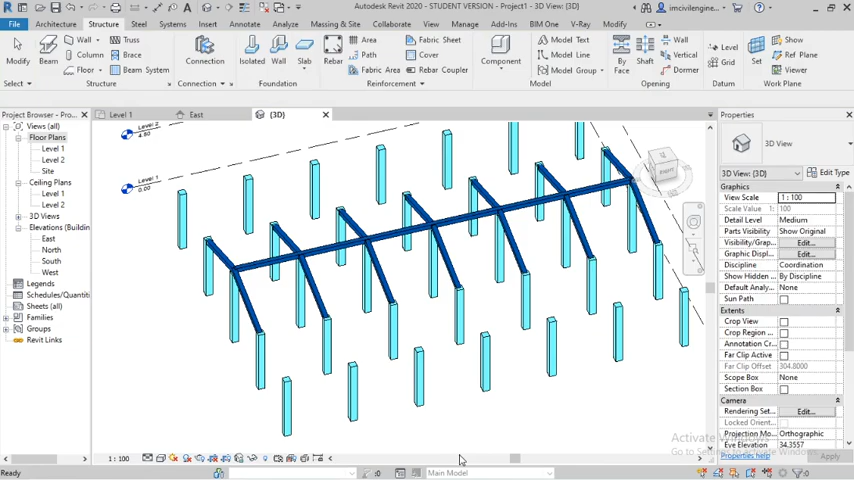 Autodesk Revit 2020 - STUDENT VERSION - Project1 - 3D View: {3D}
imcivilengine...
File Architecture Structure Steel Systems Insert Annotate Analyze Massing & Site Collaborate View Manage Add-Ins BIM One V-Ray Modify
Modify Beam Wall Column Floor Truss Brace Beam System Connection Isolated Wall Slab Rebar Area Path Fabric Area Fabric Sheet Cover Rebar Coupler Component Model Text Model Line Model Group By Face Shaft Wall Vertical Dormer Level Grid Set Show Ref Plane Viewer
Select Structure Connection Foundation Reinforcement Model Opening Datum Work Plane
Project Browser - Pro...
Level 1
East
{3D}
Properties
Views (all)
Floor Plans
Level 1
Level 2
Site
Ceiling Plans
Level 1
Level 2
3D Views
Elevations (Buildin
East
North
South
West
Legends
Schedules/Quantiti
Sheets (all)
Families
Groups
Revit Links
Level 2
4.80
Level 1
0.00
RIGHT
3D View
3D View: {3D}
Edit Type
Graphics
View Scale 1 : 100
Scale Value 1: 100
Detail Level Medium
Parts Visibility Show Original
Visibility/Grap... Edit...
Graphic Displ... Edit...
Discipline Coordination
Show Hidden ... By Discipline
Default Analy... None
Sun Path
Extents
Crop View
Crop Region ...
Annotation Cr...
Far Clip Active
Far Clip Offset 304.8000
Scope Box None
Section Box
Camera
Rendering Set... Edit...
Locked Orient...
Projection Mo... Orthographic
Eye Elevation 34.3557
Properties help
Apply
Activate Windows
Go to Settings to activate Windows.
1 : 100
Ready
:0
Main Model
:0